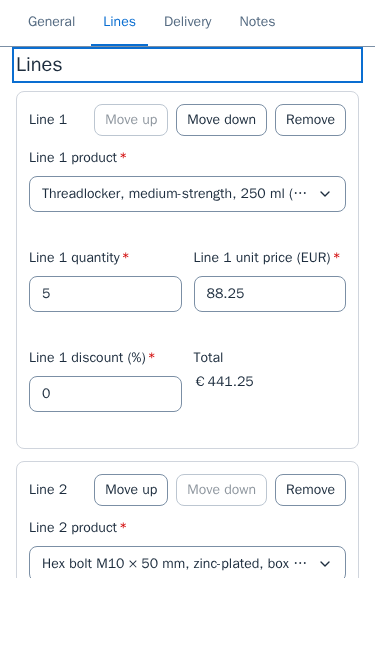 General Lines Delivery Notes
Lines
Line 1 Move up Move down Remove
Line 1 product *
Threadlocker, medium-strength, 250 ml (···
Line 1 quantity * Line 1 unit price (EUR) *
5 88.25
Line 1 discount (%) * Total
€ 441.25
0
Line 2 Move up Move down Remove
Line 2 product *
Hex bolt M10 × 50 mm, zinc-plated, box ···